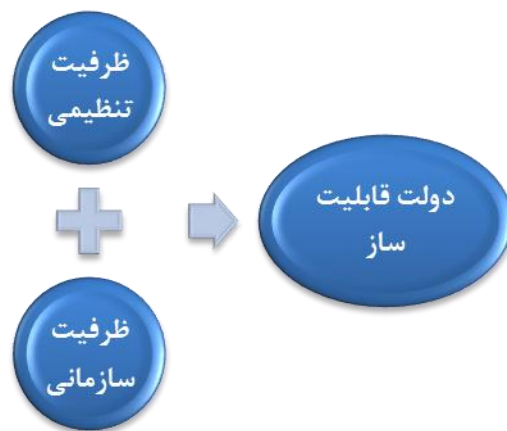 ظرفیت
تنظیمی
دولت قابلیت
ساز
ظرفیت
سازمانی